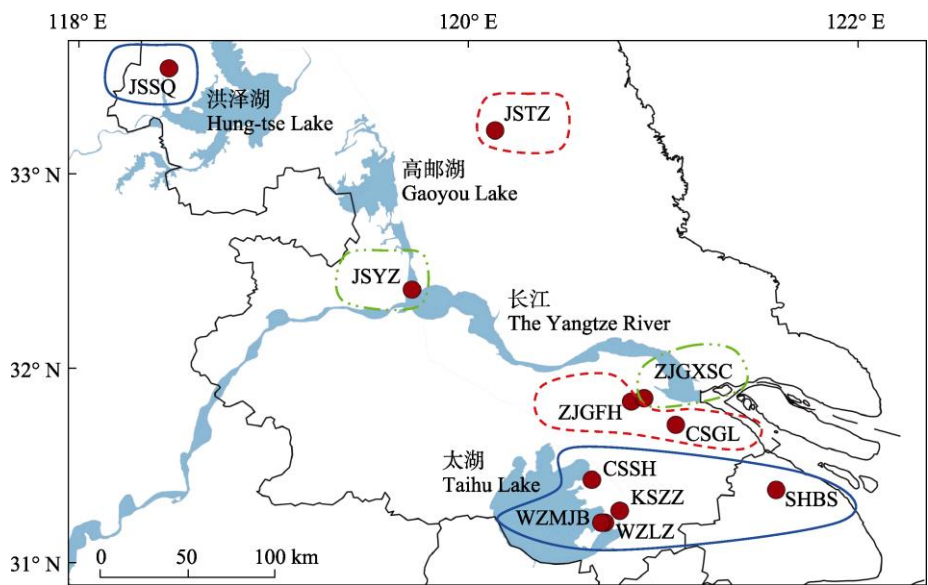 118° E
120° E
122° E
JSSQ
洪泽湖
Hung-tse Lake
JSTZ
33° N
高邮湖
Gaoyou Lake
JSYZ
长江
The Yangtze River
32° N
ZJGXSC
ZJGFH
CSGL
太湖
Taihu Lake
CSSH
KSZZ
SHBS
WZMJB
WZLZ
31° N
0 50 100 km